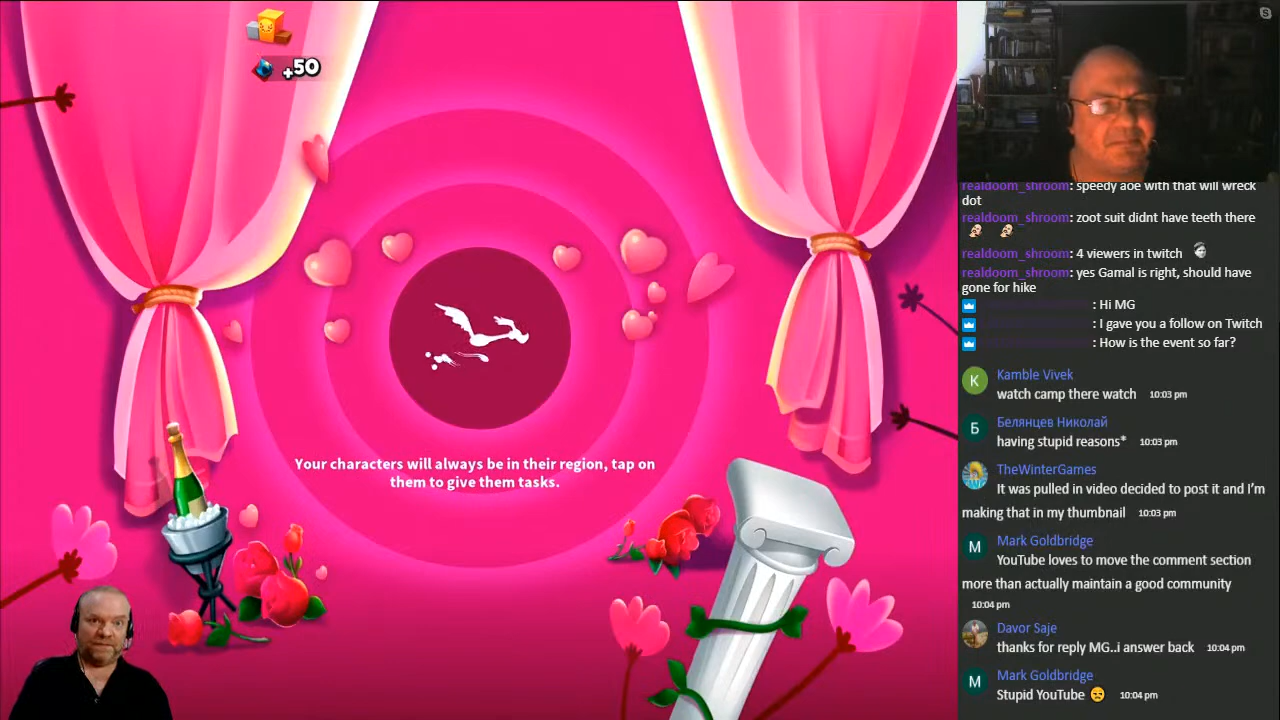 +50
Your characters will always be in their region, tap on
them to give them tasks.
realdoom_shroom: speedy aoe with that will wreck
dot
realdoom_shroom: zoot suit didnt have teeth there
realdoom_shroom: 4 viewers in twitch
realdoom_shroom: yes Gamal is right, should have
gone for hike
: Hi MG
: I gave you a follow on Twitch
: How is the event so far?
K
Kamble Vivek
watch camp there watch 10:03 pm
Б
Белянцев Николай
having stupid reasons* 10:03 pm
TheWinterGames
It was pulled in video decided to post it and I'm
making that in my thumbnail 10:03 pm
M
Mark Goldbridge
YouTube loves to move the comment section
more than actually maintain a good community
10:04 pm
Davor Saje
thanks for reply MG..i answer back 10:04 pm
M
Mark Goldbridge
Stupid YouTube 10:04 pm